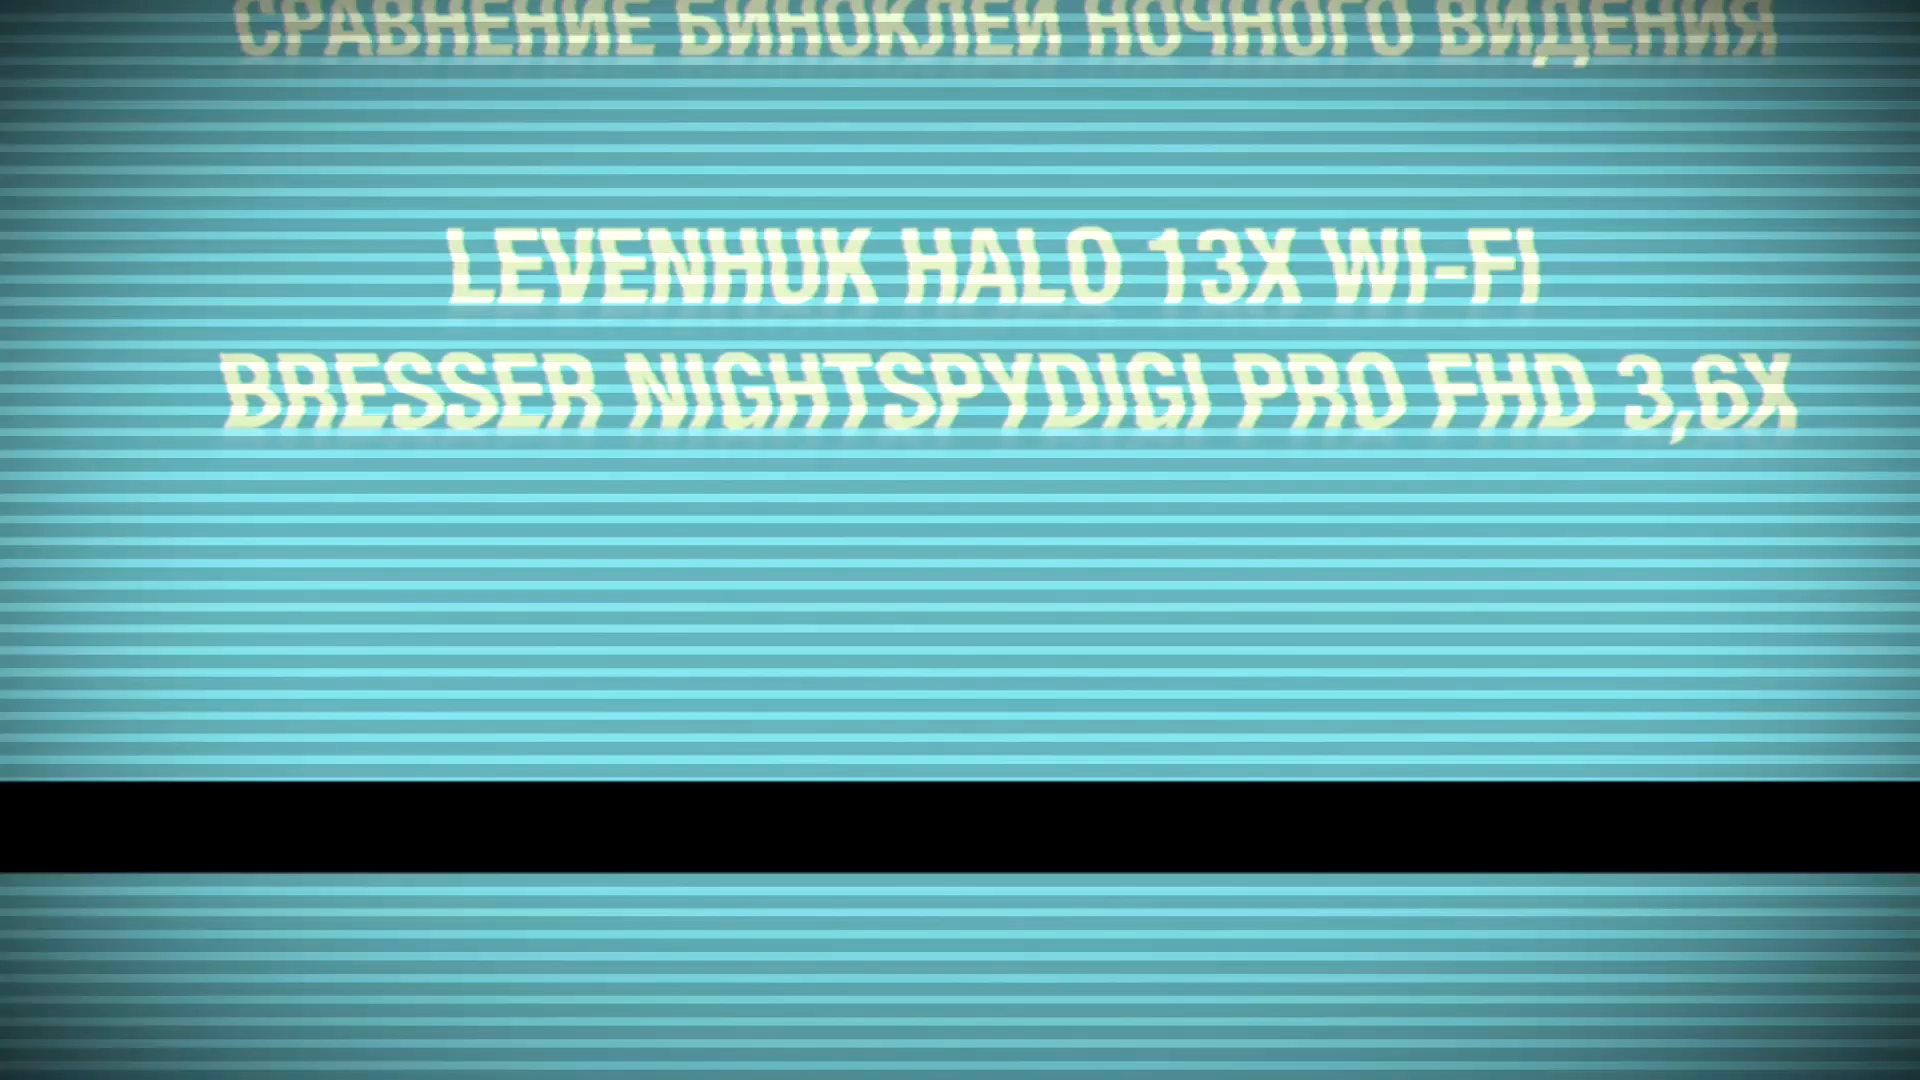 СРАВНЕНИЕ БИНОКЛЕЙ НОЧНОГО ВИДЕНИЯ
LEVENHUK HALO 13X WI-FI
BRESSER NIGHTSPYDIGI PRO FHD 3,6X